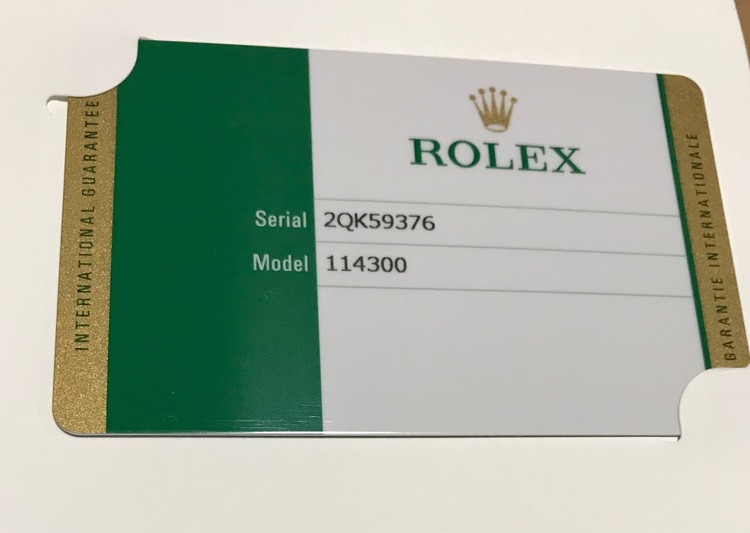 INTERNATIONAL GUARANTEE
ROLEX
Serial 2QK59376
Model 114300
GARANTIE INTERNATIONALE